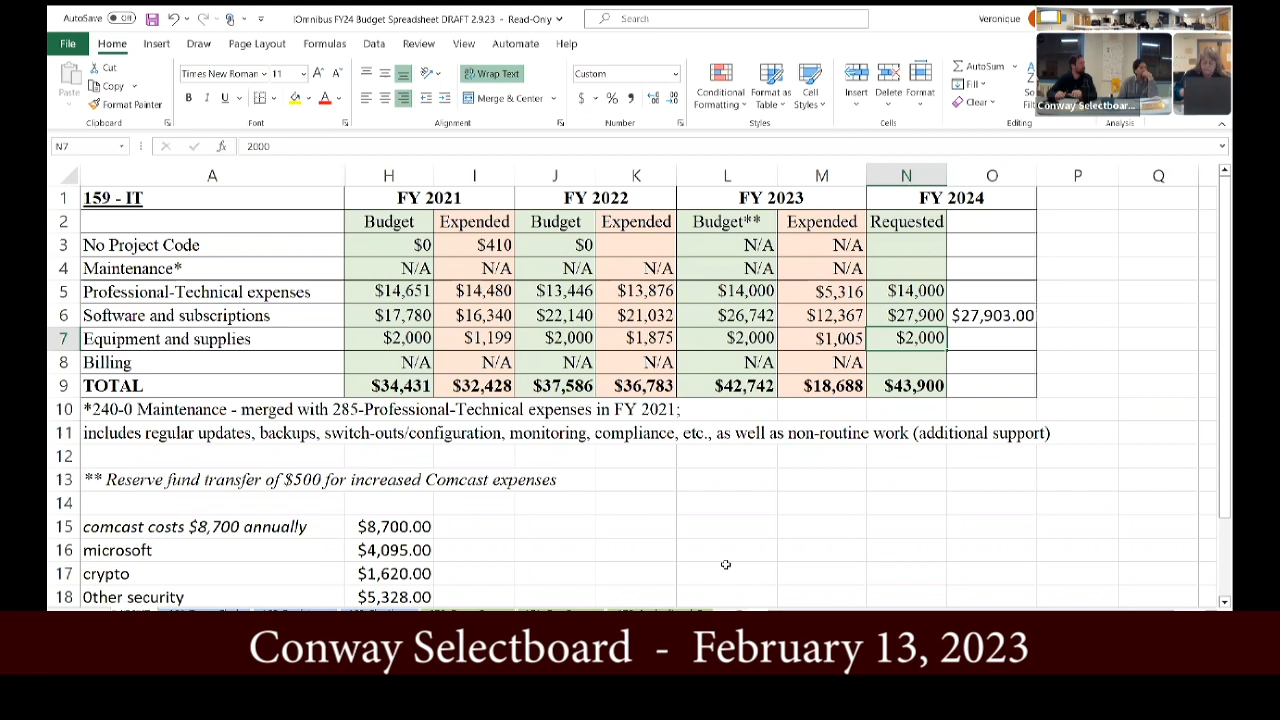 AutoSave Off !Omnibus FY24 Budget Spreadsheet DRAFT 2.9.23 - Read-Only Search Veronique
File Home Insert Draw Page Layout Formulas Data Review View Automate Help
Paste Cut Copy Format Painter Clipboard
Times New Roman 11 B I U Font
Wrap Text Merge & Center Alignment
Custom $ % , Number
Conditional Formatting Format as Table Cell Styles Styles
Insert Delete Format Cells
AutoSum Fill Clear Editing Analysis
Conway Selectboar...
N7 fx 2000
A H I J K L M N O P Q
1 159 - IT FY 2021 FY 2022 FY 2023 FY 2024
2 Budget Expended Budget Expended Budget** Expended Requested
3 No Project Code $0 $410 $0 N/A N/A
4 Maintenance* N/A N/A N/A N/A N/A N/A
5 Professional-Technical expenses $14,651 $14,480 $13,446 $13,876 $14,000 $5,316 $14,000
6 Software and subscriptions $17,780 $16,340 $22,140 $21,032 $26,742 $12,367 $27,900 $27,903.00
7 Equipment and supplies $2,000 $1,199 $2,000 $1,875 $2,000 $1,005 $2,000
8 Billing N/A N/A N/A N/A N/A N/A
9 TOTAL $34,431 $32,428 $37,586 $36,783 $42,742 $18,688 $43,900
10 *240-0 Maintenance - merged with 285-Professional-Technical expenses in FY 2021;
11 includes regular updates, backups, switch-outs/configuration, monitoring, compliance, etc., as well as non-routine work (additional support)
12
13 ** Reserve fund transfer of $500 for increased Comcast expenses
14
15 comcast costs $8,700 annually $8,700.00
16 microsoft $4,095.00
17 crypto $1,620.00
18 0ther security $5,328.00
Conway Selectboard - February 13, 2023